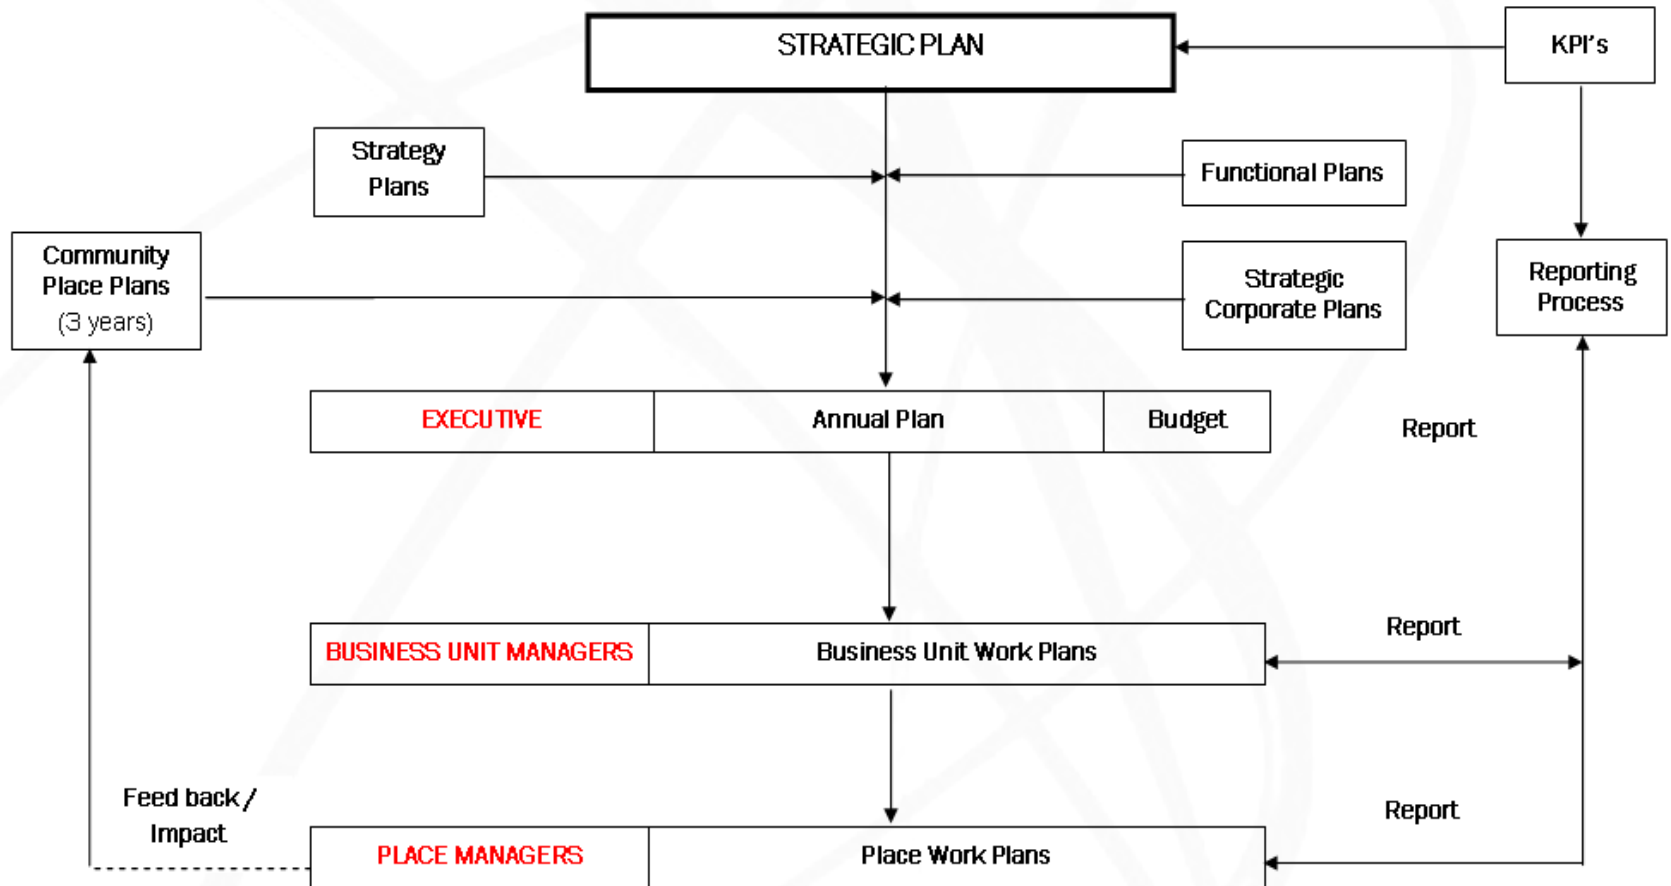 STRATEGIC PLAN
KPI's
Strategy
Plans
Functional Plans
Community
Place Plans
(3 years)
Strategic
Corporate Plans
Reporting
Process
EXECUTIVE
Annual Plan
Budget
Report
BUSINESS UNIT MANAGERS
Business Unit Work Plans
Report
Feed back /
Impact
PLACE MANAGERS
Place Work Plans
Report